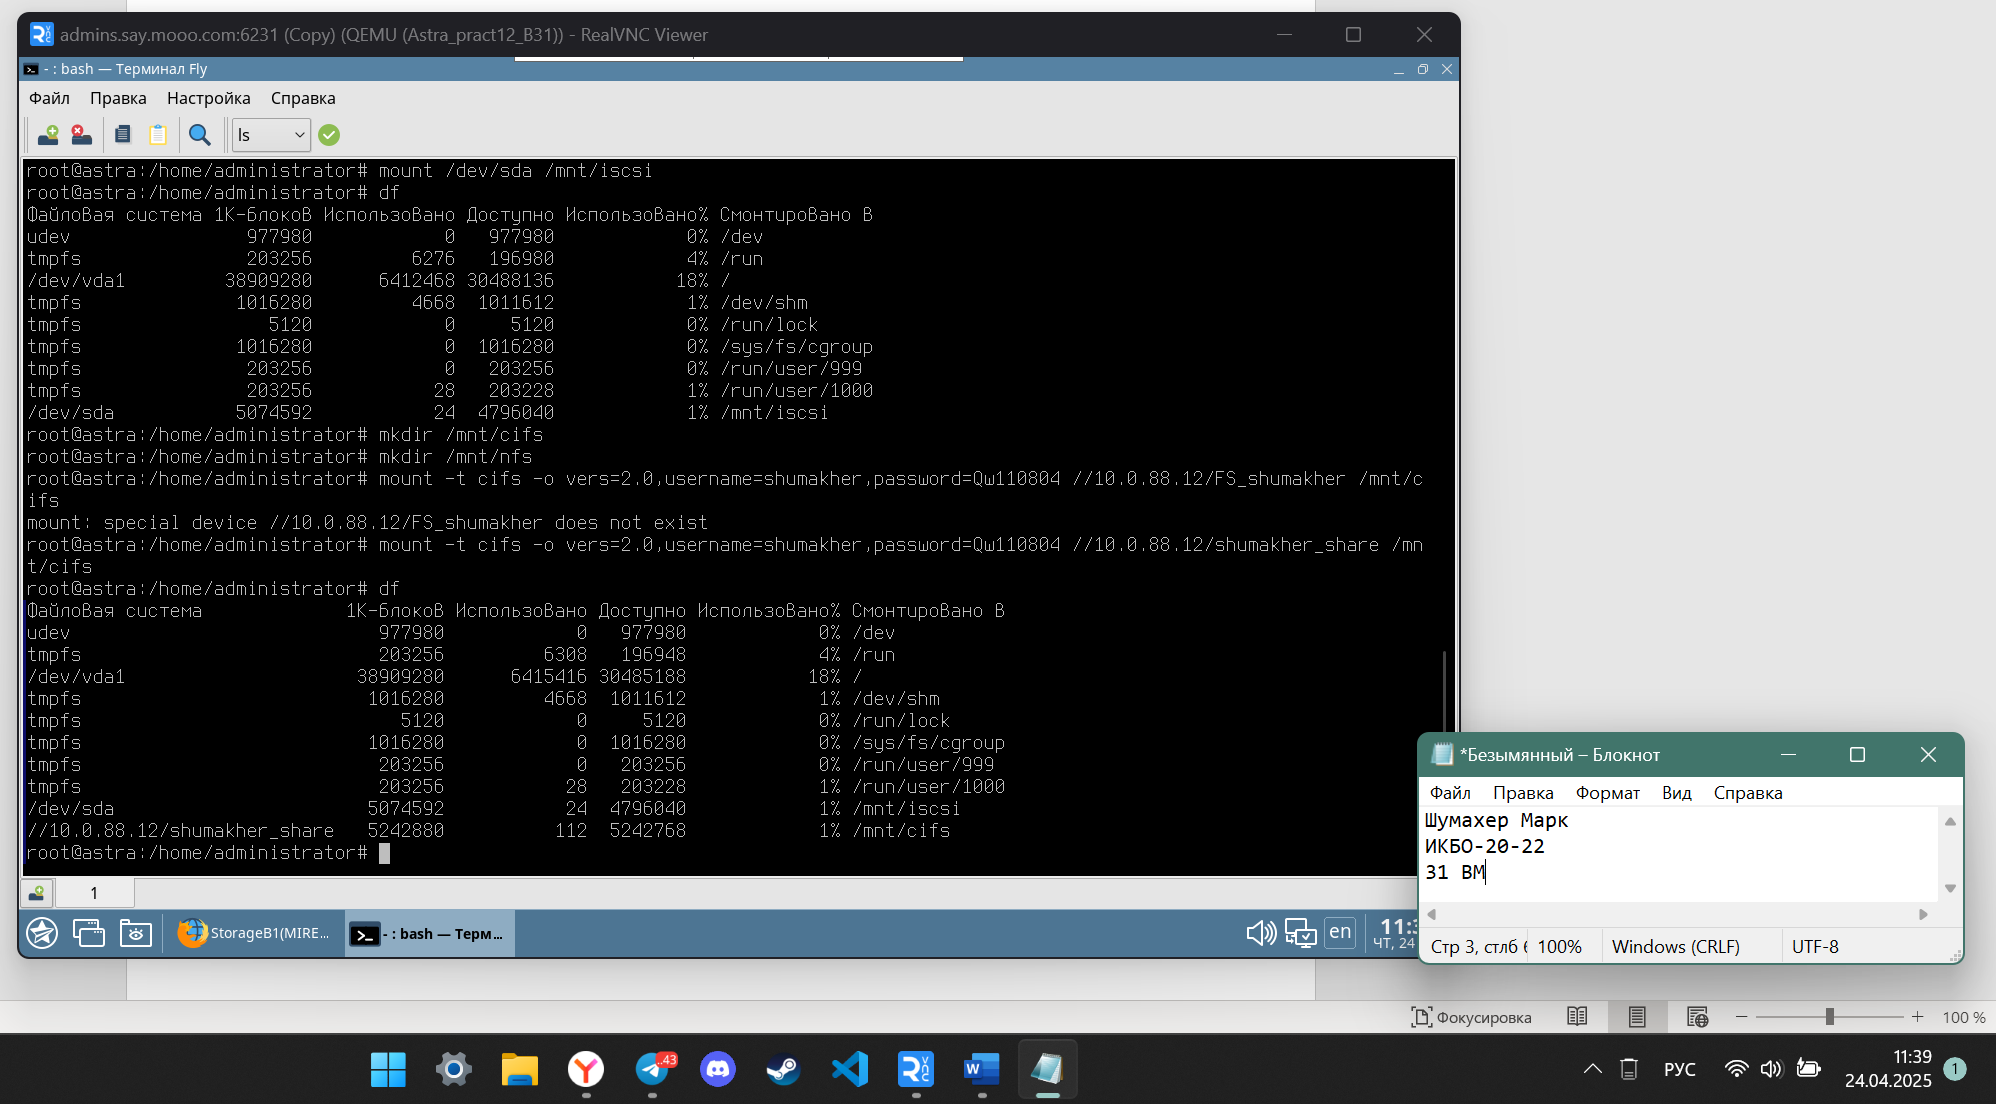 admins.say.mooo.com:6231 (Copy) (QEMU (Astra_pract12_B31)) - RealVNC Viewer
- : bash — Терминал Fly
Файл Правка Настройка Справка
ls
root@astra:/home/administrator# mount /dev/sda /mnt/iscsi
root@astra:/home/administrator# df
Файловая система 1K-блоков Использовано Доступно Использовано% Смонтировано в
udev 977980 0 977980 0% /dev
tmpfs 203256 6276 196980 4% /run
/dev/vda1 38909280 6412468 30488136 18% /
tmpfs 1016280 4668 1011612 1% /dev/shm
tmpfs 5120 0 5120 0% /run/lock
tmpfs 1016280 0 1016280 0% /sys/fs/cgroup
tmpfs 203256 0 203256 0% /run/user/999
tmpfs 203256 28 203228 1% /run/user/1000
/dev/sda 5074592 24 4796040 1% /mnt/iscsi
root@astra:/home/administrator# mkdir /mnt/cifs
root@astra:/home/administrator# mkdir /mnt/nfs
root@astra:/home/administrator# mount -t cifs -o vers=2.0,username=shumakher,password=Qw110804 //10.0.88.12/FS_shumakher /mnt/c
ifs
mount: special device //10.0.88.12/FS_shumakher does not exist
root@astra:/home/administrator# mount -t cifs -o vers=2.0,username=shumakher,password=Qw110804 //10.0.88.12/shumakher_share /mn
t/cifs
root@astra:/home/administrator# df
Файловая система 1K-блоков Использовано Доступно Использовано% Смонтировано в
udev 977980 0 977980 0% /dev
tmpfs 203256 6308 196948 4% /run
/dev/vda1 38909280 6415416 30485188 18% /
tmpfs 1016280 4668 1011612 1% /dev/shm
tmpfs 5120 0 5120 0% /run/lock
tmpfs 1016280 0 1016280 0% /sys/fs/cgroup
tmpfs 203256 0 203256 0% /run/user/999
tmpfs 203256 28 203228 1% /run/user/1000
/dev/sda 5074592 24 4796040 1% /mnt/iscsi
//10.0.88.12/shumakher_share 5242880 112 5242768 1% /mnt/cifs
root@astra:/home/administrator#
1
StorageB1(MIRE...
- : bash — Терм...
en
ЧТ, 24
*Безымянный – Блокнот
Файл Правка Формат Вид Справка
Шумахер Марк
ИКБО-20-22
31 ВМ
Стр 3, стлб 100% Windows (CRLF) UTF-8
Фокусировка 100 %
..43
РУС
11:39
24.04.2025
1